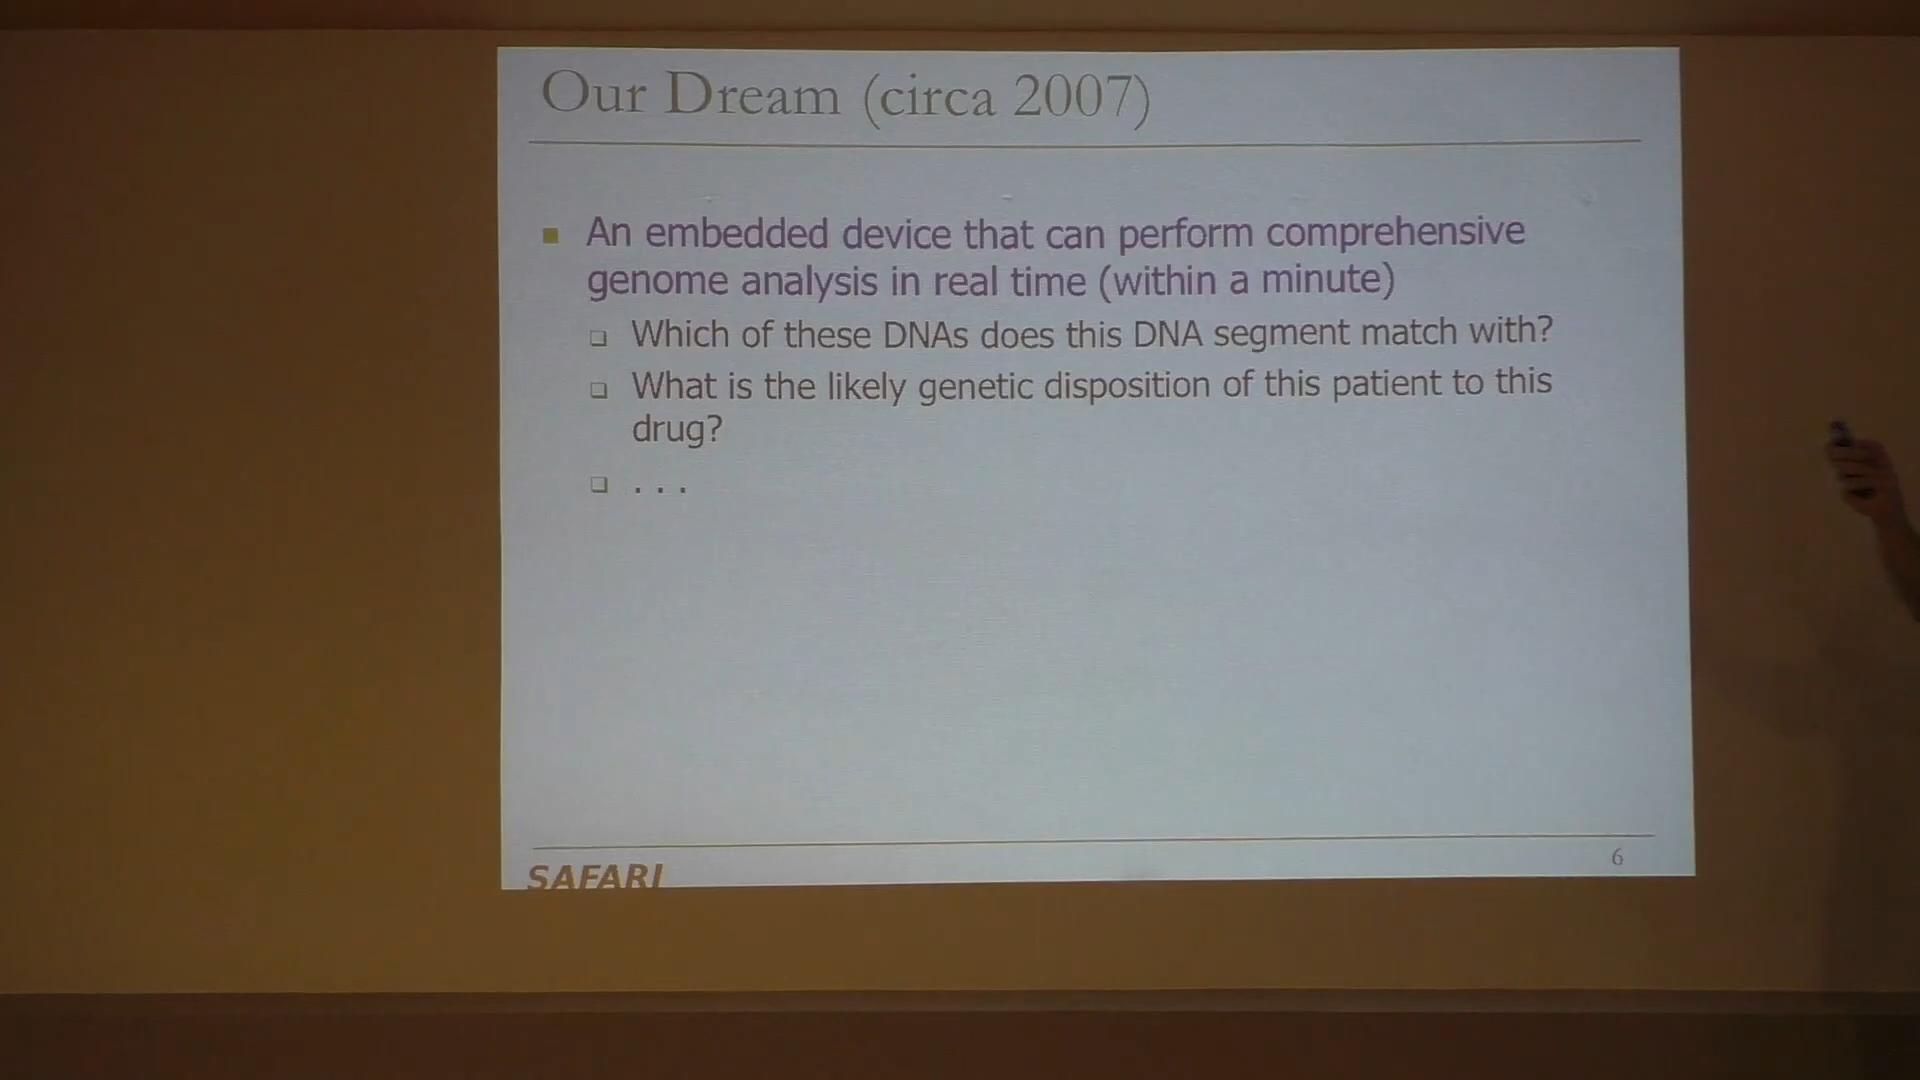 Our Dream (circa 2007)
An embedded device that can perform comprehensive
genome analysis in real time (within a minute)
Which of these DNAs does this DNA segment match with?
What is the likely genetic disposition of this patient to this
drug?
. . .
SAFARI
6